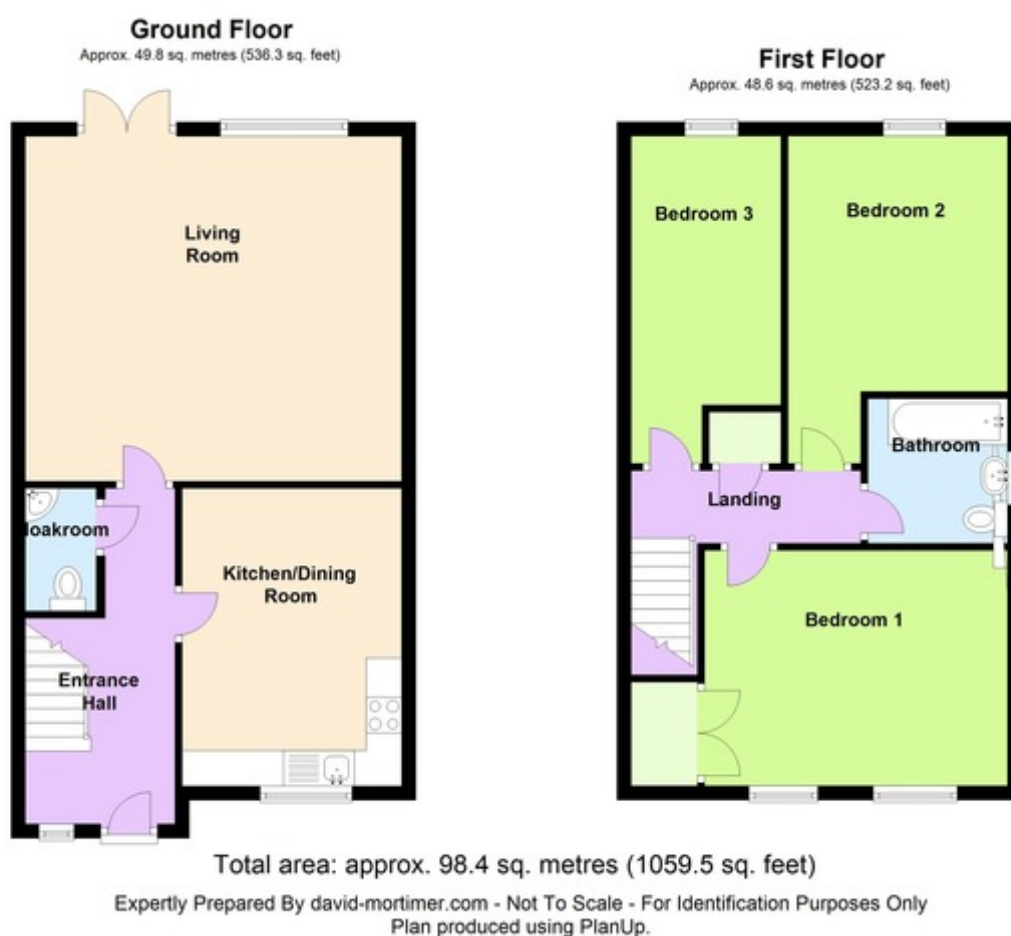 Ground Floor
Approx. 49.8 sq. metres (536.3 sq. feet)
Living
Room
loakroom
Kitchen/Dining
Room
Entrance
Hall
First Floor
Approx. 48.6 sq. metres (523.2 sq. feet)
Bedroom 3
Bedroom 2
Bathroom
Landing
Bedroom 1
Total area: approx. 98.4 sq. metres (1059.5 sq. feet)
Expertly Prepared By david-mortimer.com - Not To Scale - For Identification Purposes Only
Plan produced using PlanUp.